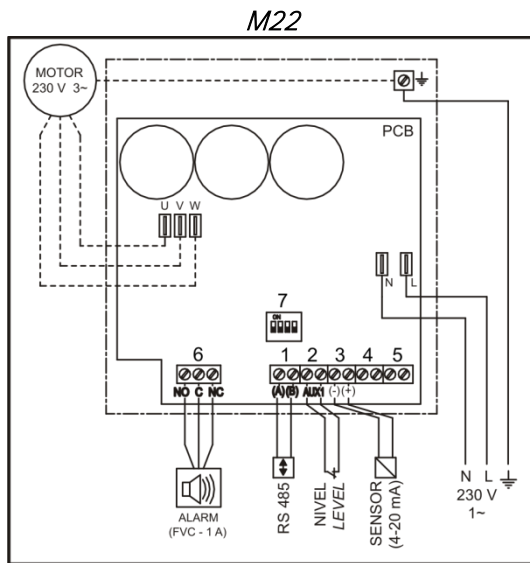 M22
MOTOR
230 V 3~
PCB
U V W
N L
7
ON
6 1 2 3 4 5
NO C NC (A) (B) AUX1 (-) (+)
ALARM
(FVC - 1 A)
RS 485
NIVEL
LEVEL
SENSOR
(4-20 mA)
N L
230 V
1~